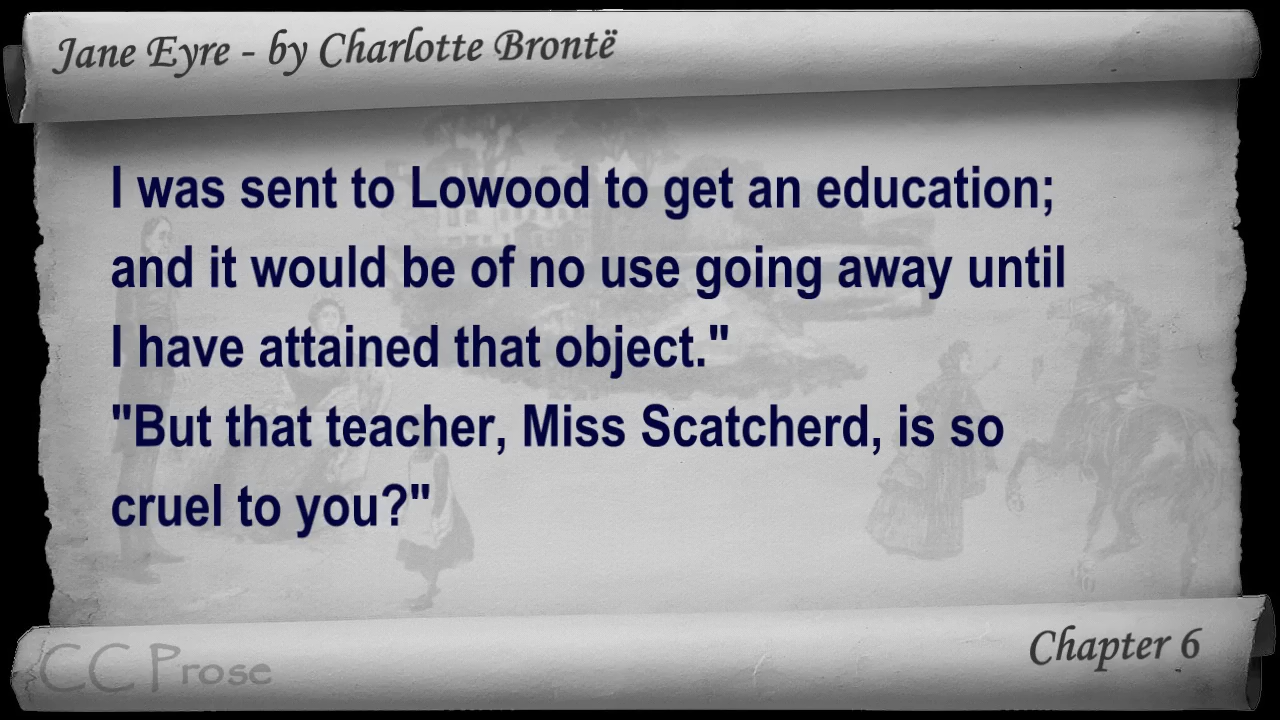 Jane Eyre - by Charlotte Brontë
I was sent to Lowood to get an education;
and it would be of no use going away until
I have attained that object."
"But that teacher, Miss Scatcherd, is so
cruel to you?"
Chapter 6
CC Prose